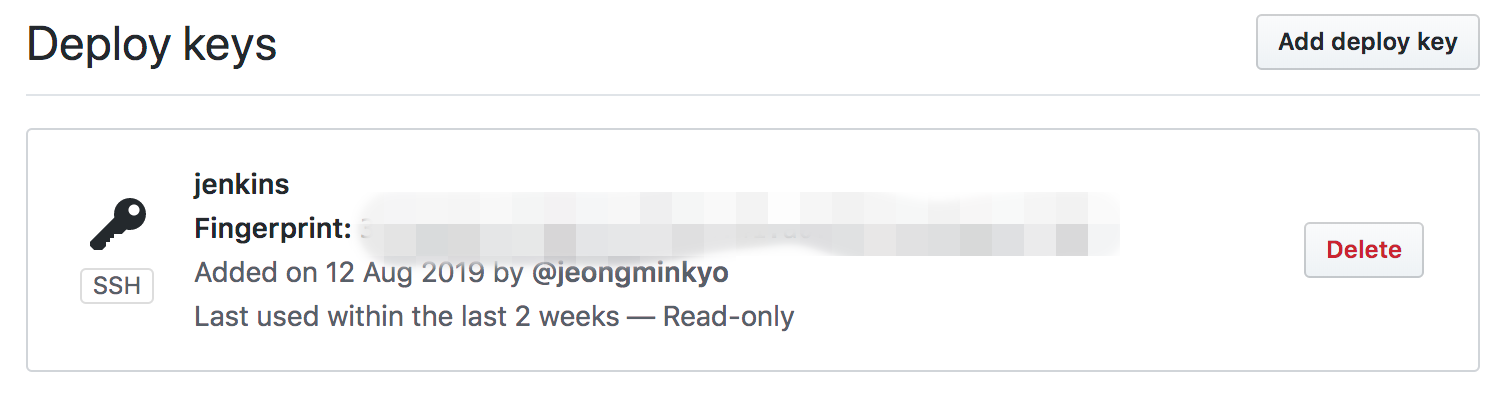 Deploy keys
Add deploy key
jenkins
Fingerprint:
SSH
Added on 12 Aug 2019 by @jeongminkyo
Last used within the last 2 weeks — Read-only
Delete